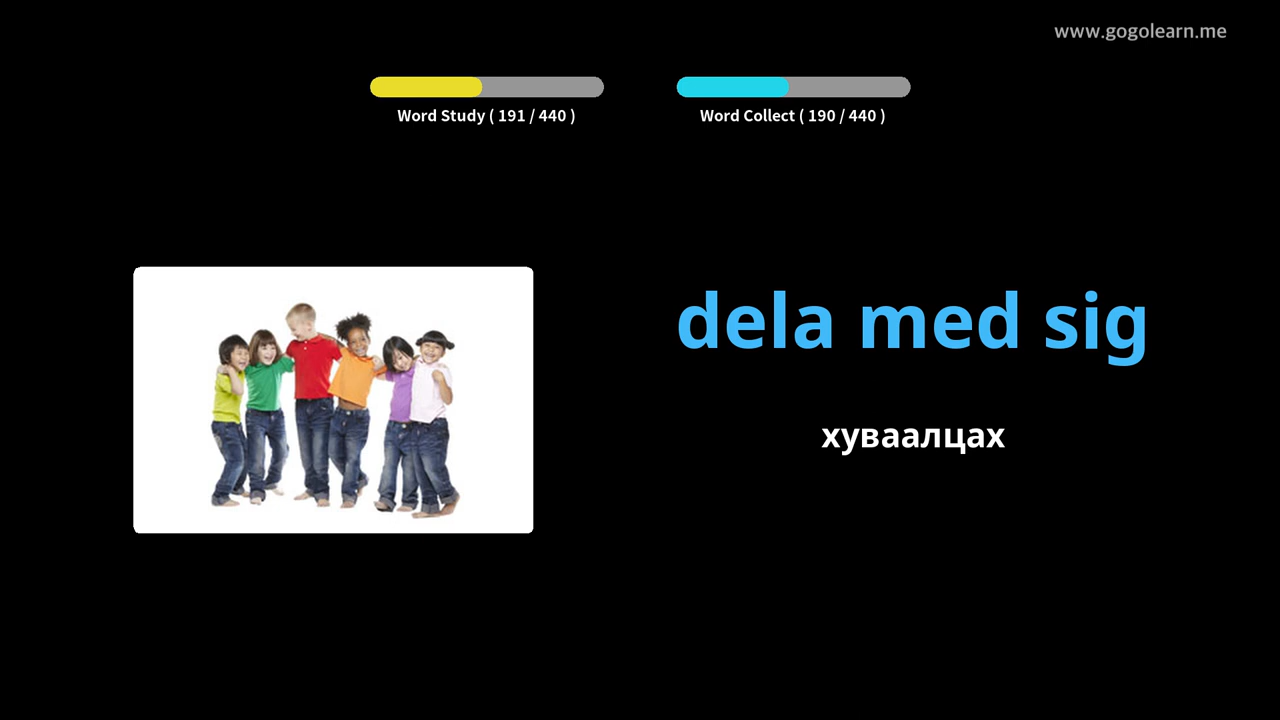 www.gogolearn.me
Word Study ( 191 / 440 )
Word Collect ( 190 / 440 )
dela med sig
хуваалцах